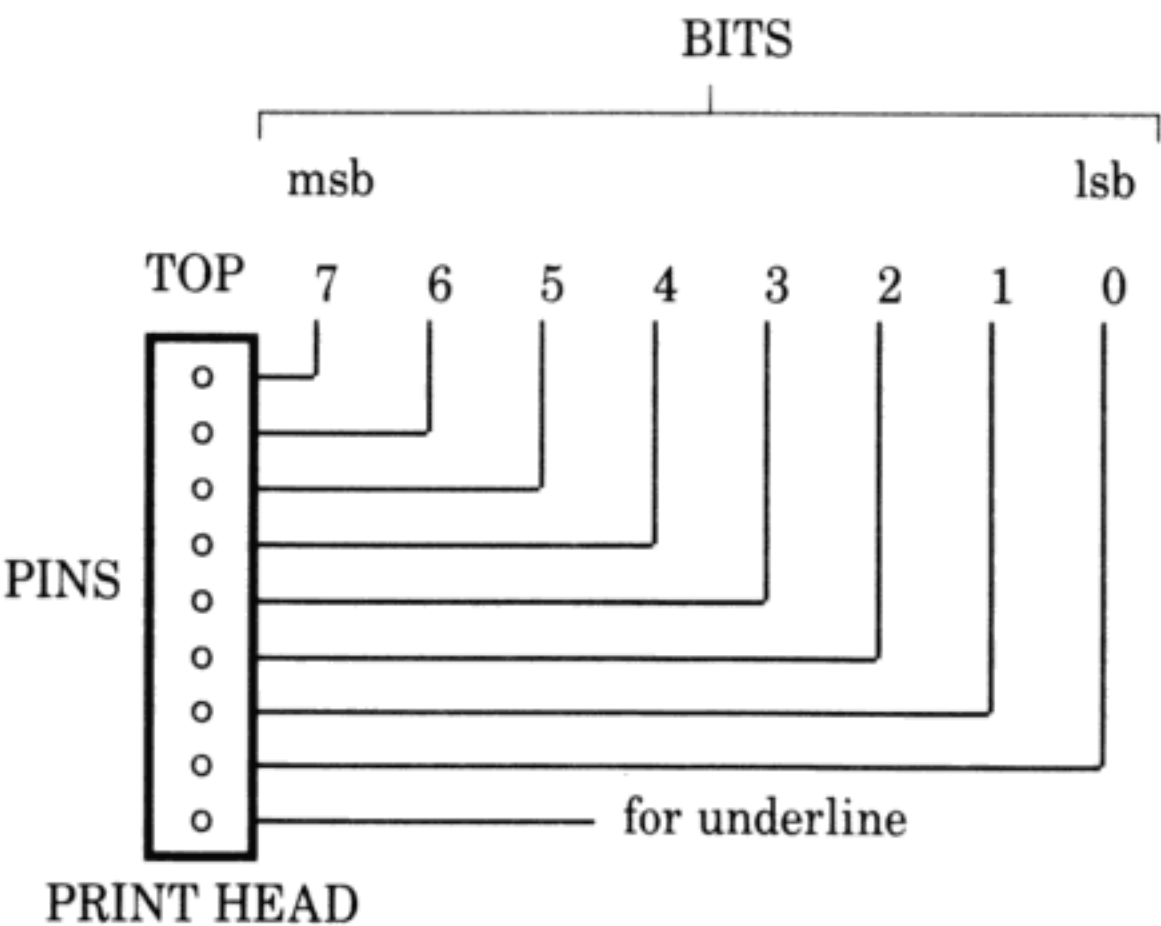 BITS
msb lsb
TOP 7 6 5 4 3 2 1 0
PINS
for underline
PRINT HEAD